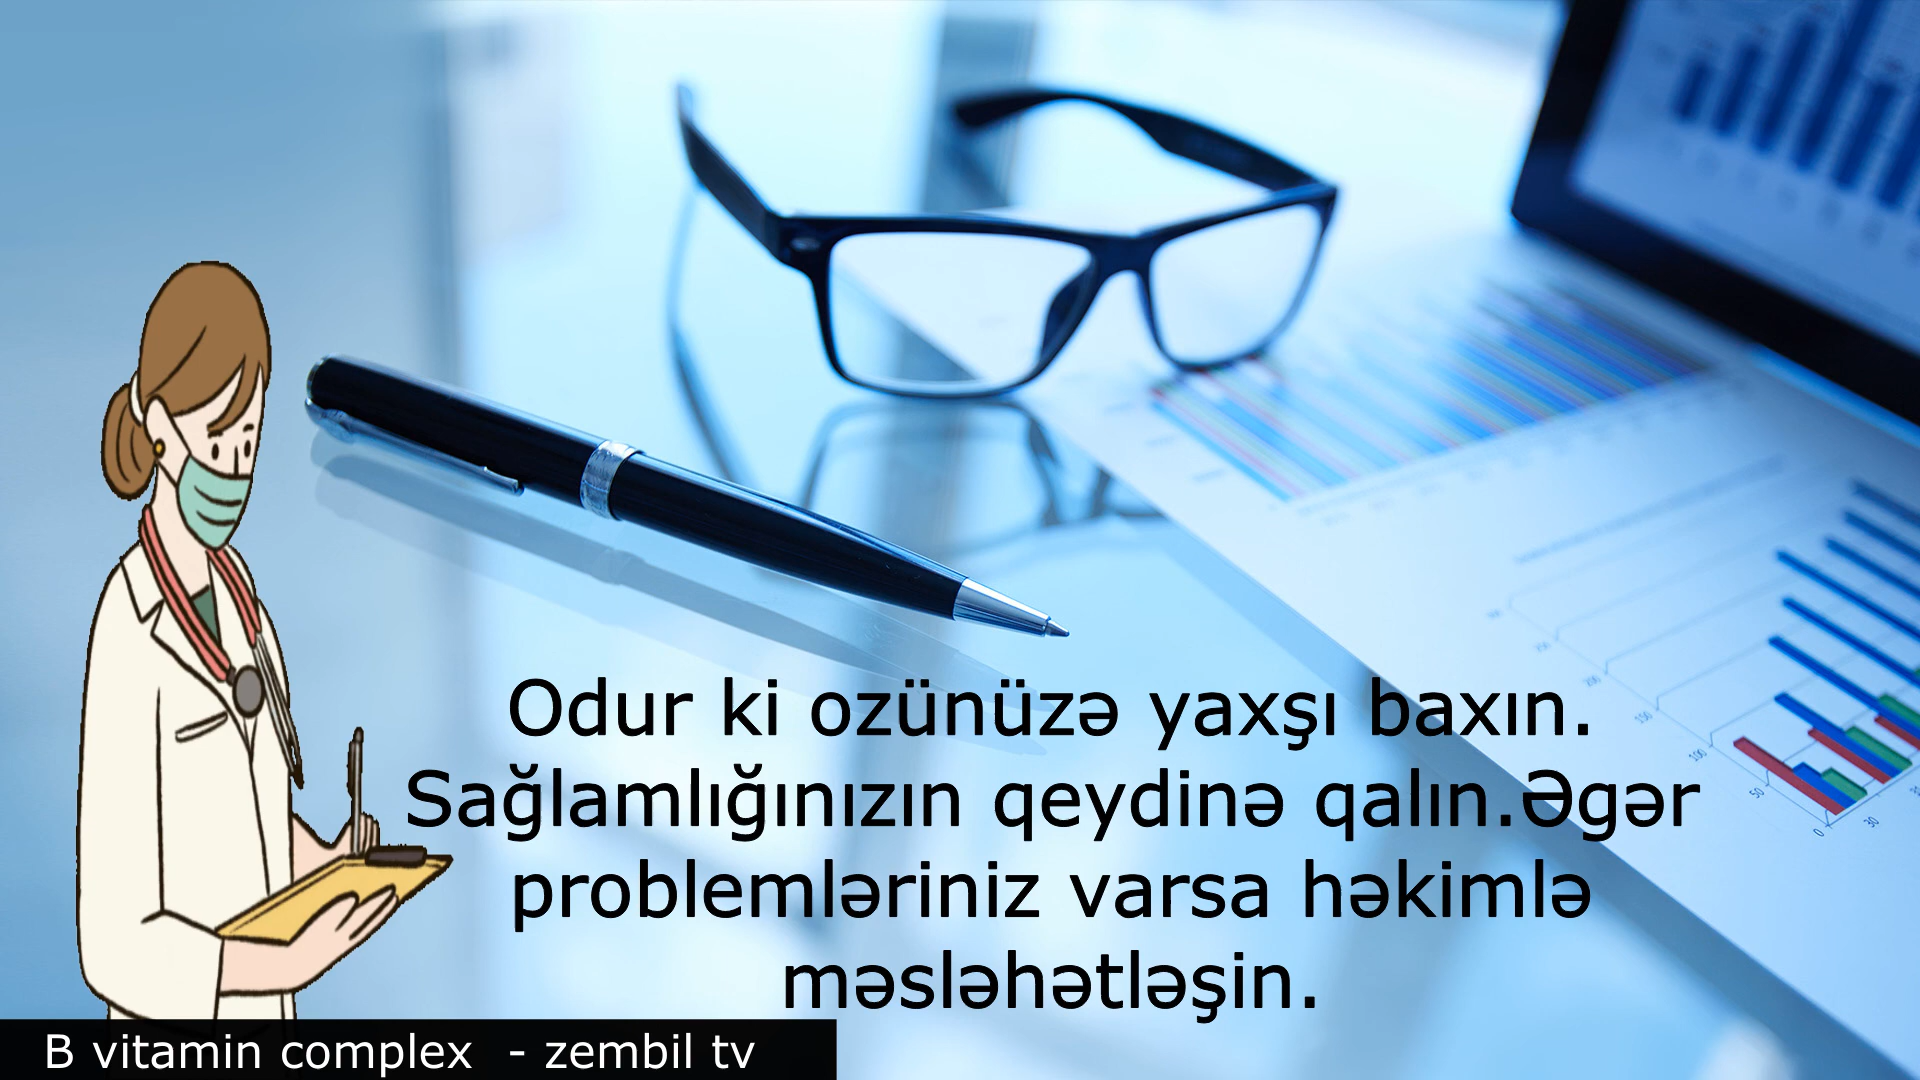 Odur ki ozünüzə yaxşı baxın.
Sağlamlığınızın qeydinə qalın.Əgər
problemləriniz varsa həkimlə
məsləhətləşin.
B vitamin complex  - zembil tv